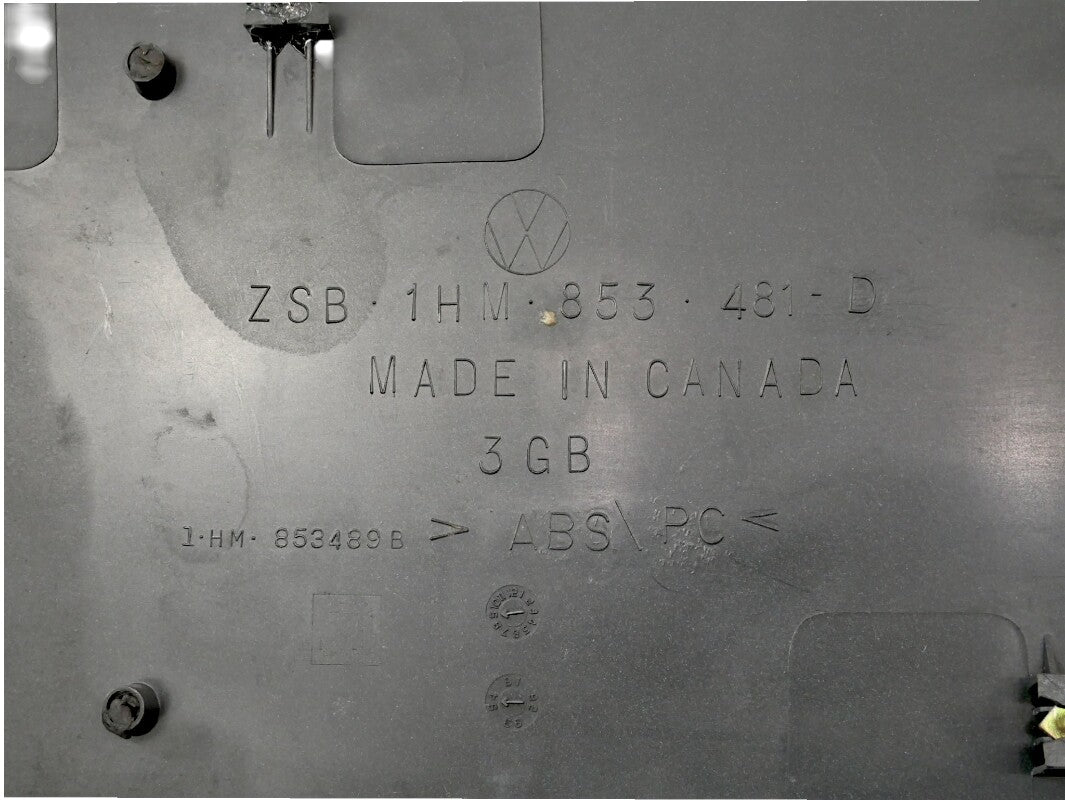 ZSB · 1HM · 853 · 481 - D
MADE IN CANADA
3GB
1·HM· 853489B > ABS\PC <